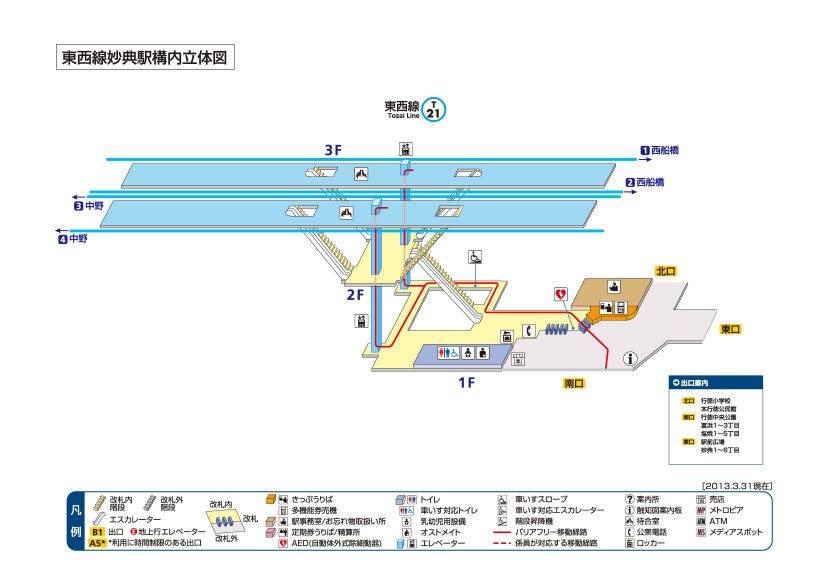 東西線妙典駅構内立体図
東西線
Tozai Line
T
21
3F
1 西船橋
2 西船橋
3 中野
4 中野
2F
北口
東口
1F
南口
出口案内
北口 行徳小学校
本行徳公民館
南口 行徳中央公園
富浜1〜3丁目
塩焼1〜5丁目
東口 駅前広場
妙典1〜6丁目
[2013.3.31現在]
凡例
改札内階段
改札外階段
エスカレーター
B1 出口 E 地上行エレベーター
A5* *利用に時間制限のある出口
改札内
改札
改札外
きっぷうりば
多機能券売機
駅事務室/お忘れ物取扱い所
定期券うりば/精算所
AED(自動体外式除細動器)
トイレ
車いす対応トイレ
乳幼児用設備
オストメイト
エレベーター
車いすスロープ
車いす対応エスカレーター
階段昇降機
バリアフリー移動経路
係員が対応する移動経路
案内所
触知図案内板
待合室
公衆電話
ロッカー
売店
MP メトロピア
ATM ATM
MS メディアスポット